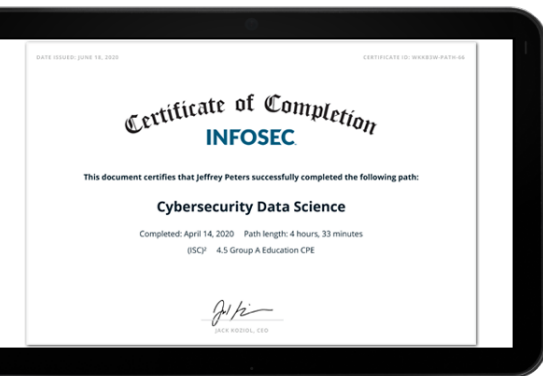 DATE ISSUED: JUNE 18, 2020 CERTIFICATE ID: WKKB3W-PATH-66
Certificate of Completion
INFOSEC
This document certifies that Jeffrey Peters successfully completed the following path:
Cybersecurity Data Science
Completed: April 14, 2020 Path length: 4 hours, 33 minutes
(ISC)² 4.5 Group A Education CPE
JACK KOZIOL, CEO